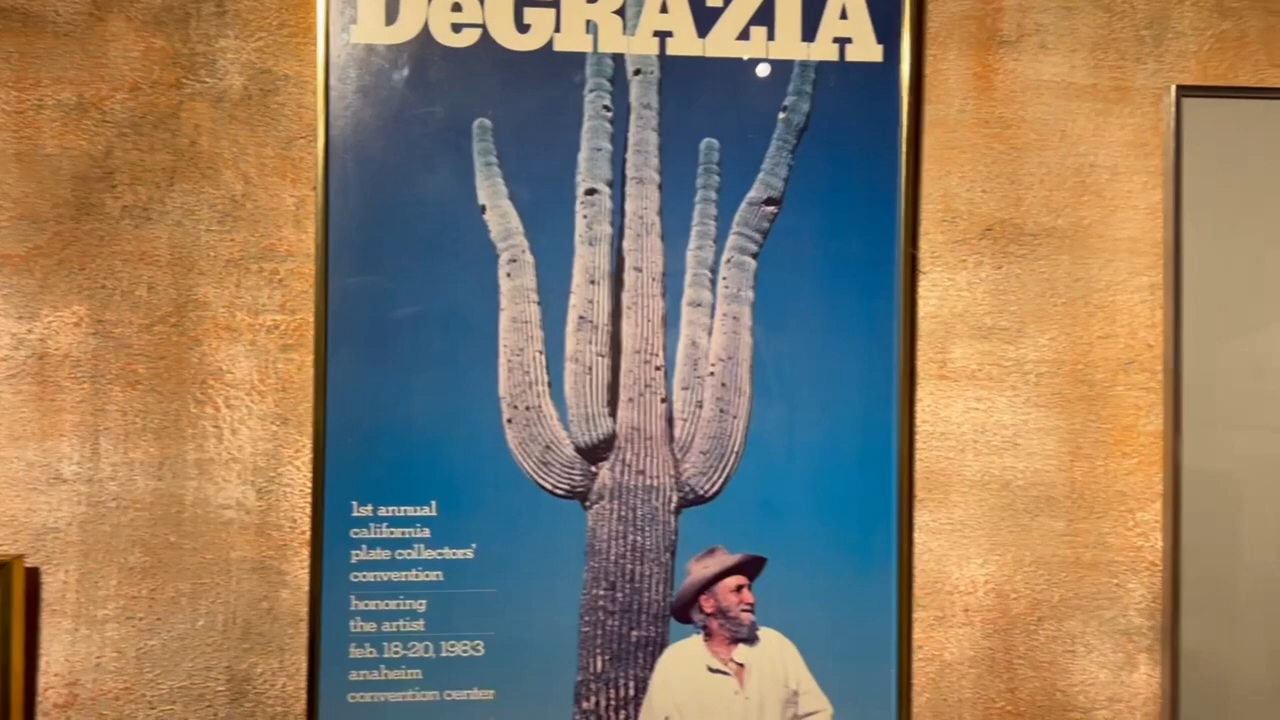 DeGRAZIA
1st annual
california
plate collectors'
convention
honoring
the artist
feb. 18-20, 1983
anaheim
convention center